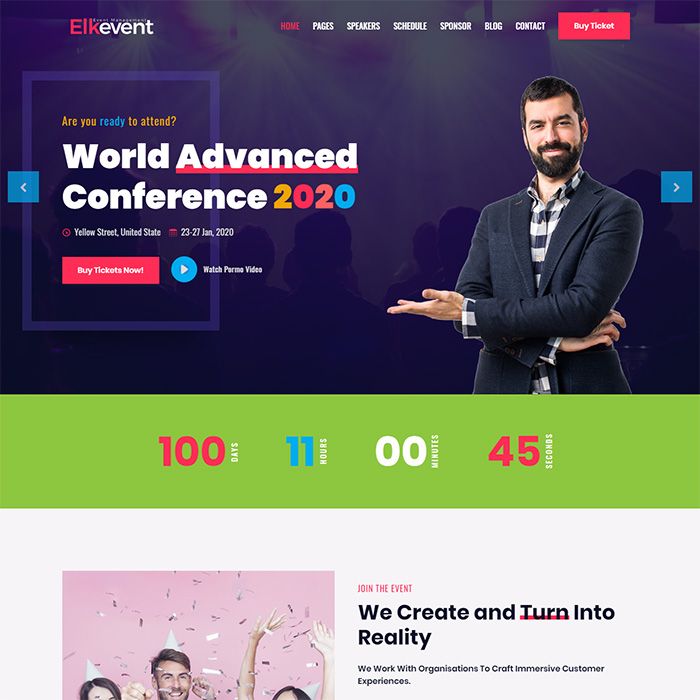 Event Management
Elkevent
HOME PAGES SPEAKERS SCHEDULE SPONSOR BLOG CONTACT Buy Ticket
Are you ready to attend?
World Advanced
Conference 2020
Yellow Street, United State 23-27 Jan, 2020
Buy Tickets Now! Watch Pormo Video
100 DAYS 11 HOURS 00 MINUTES 45 SECONDS
JOIN THE EVENT
We Create and Turn Into
Reality
We Work With Organisations To Craft Immersive Customer
Experiences.